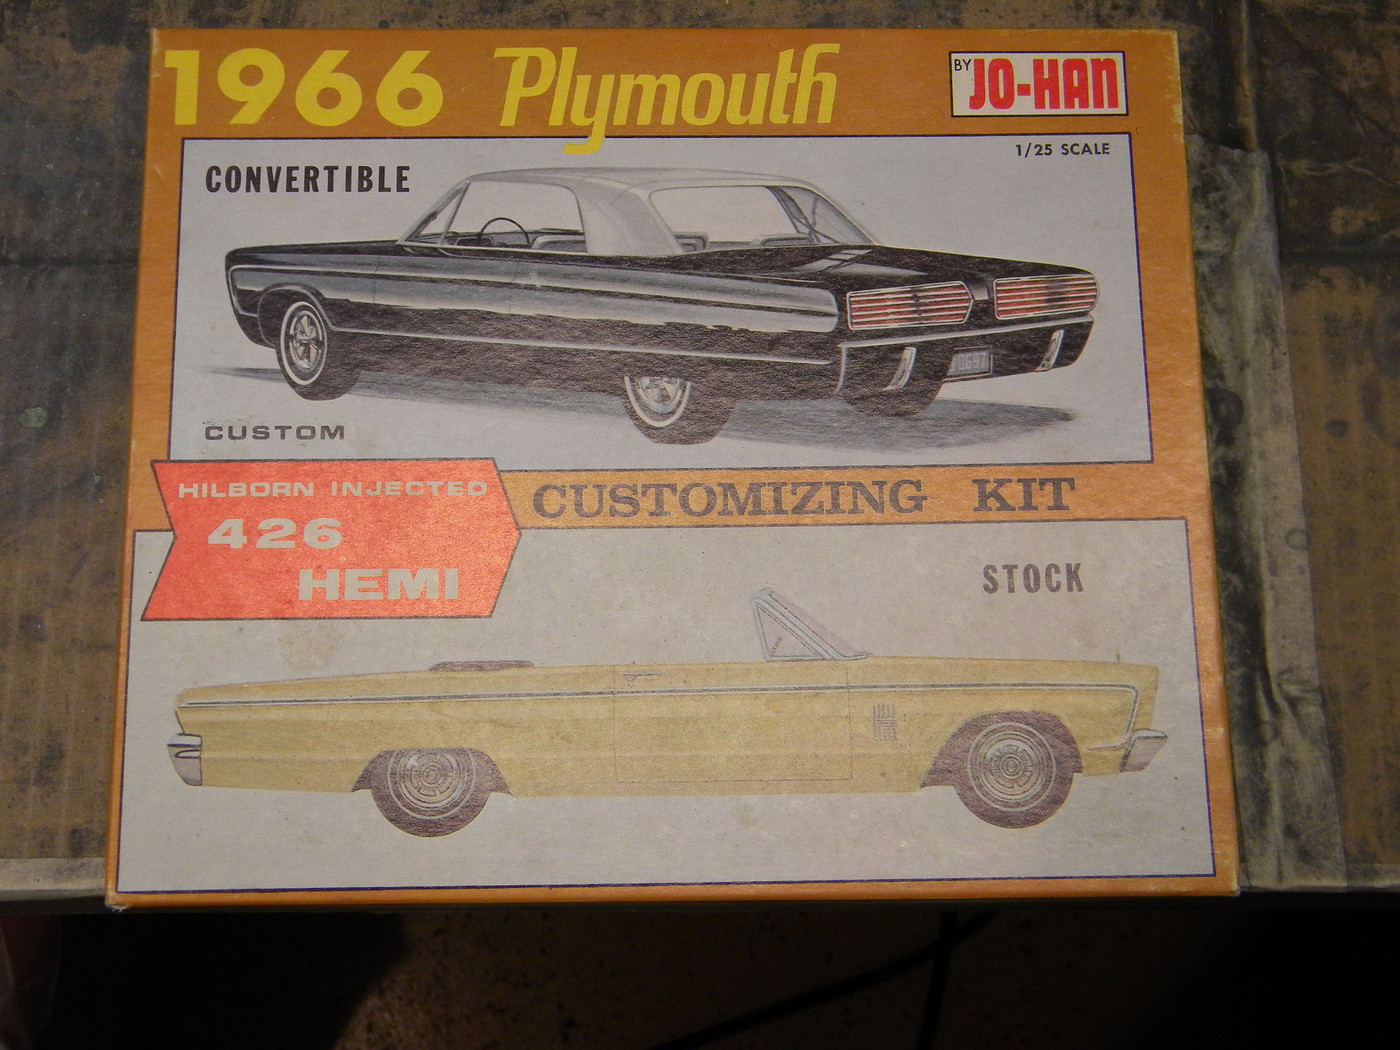 1966 Plymouth
BY JO-HAN
1/25 SCALE
CONVERTIBLE
CUSTOM
HILBORN INJECTED
426
HEMI
CUSTOMIZING KIT
STOCK